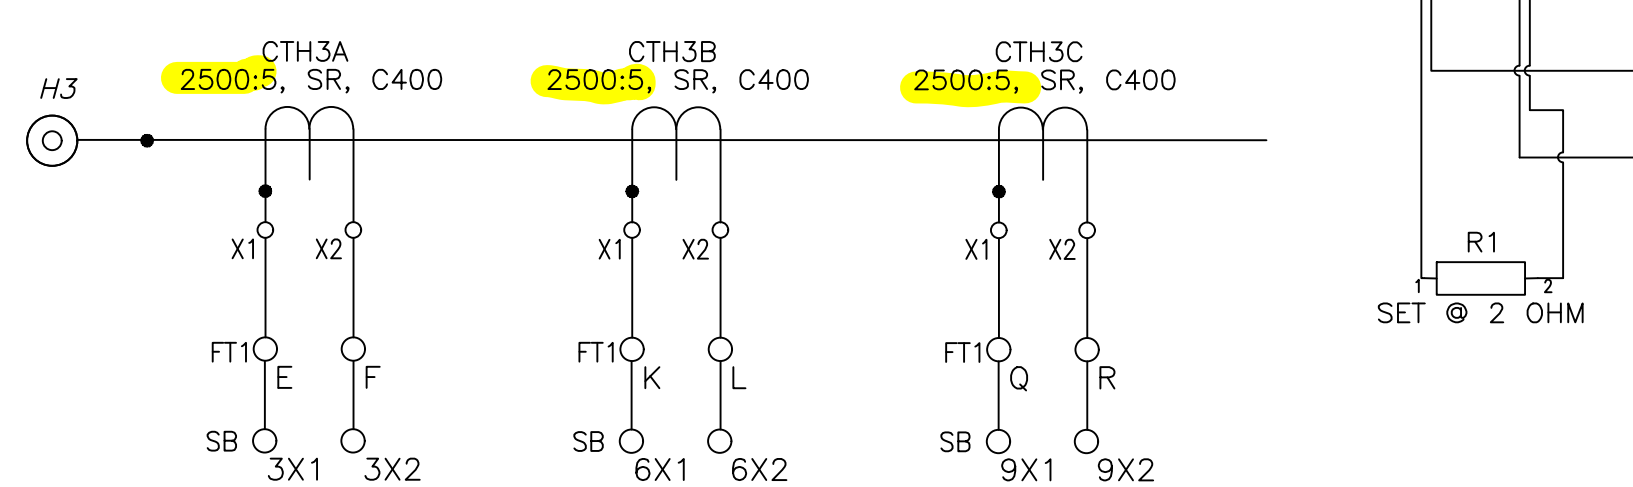 CTH3A CTH3B CTH3C
2500:5, SR, C400 2500:5, SR, C400 2500:5, SR, C400
H3
X1 X2 X1 X2 X1 X2
R1
1 2
SET @ 2 OHM
FT1 FT1 FT1
E F K L Q R
SB SB SB
3X1 3X2 6X1 6X2 9X1 9X2